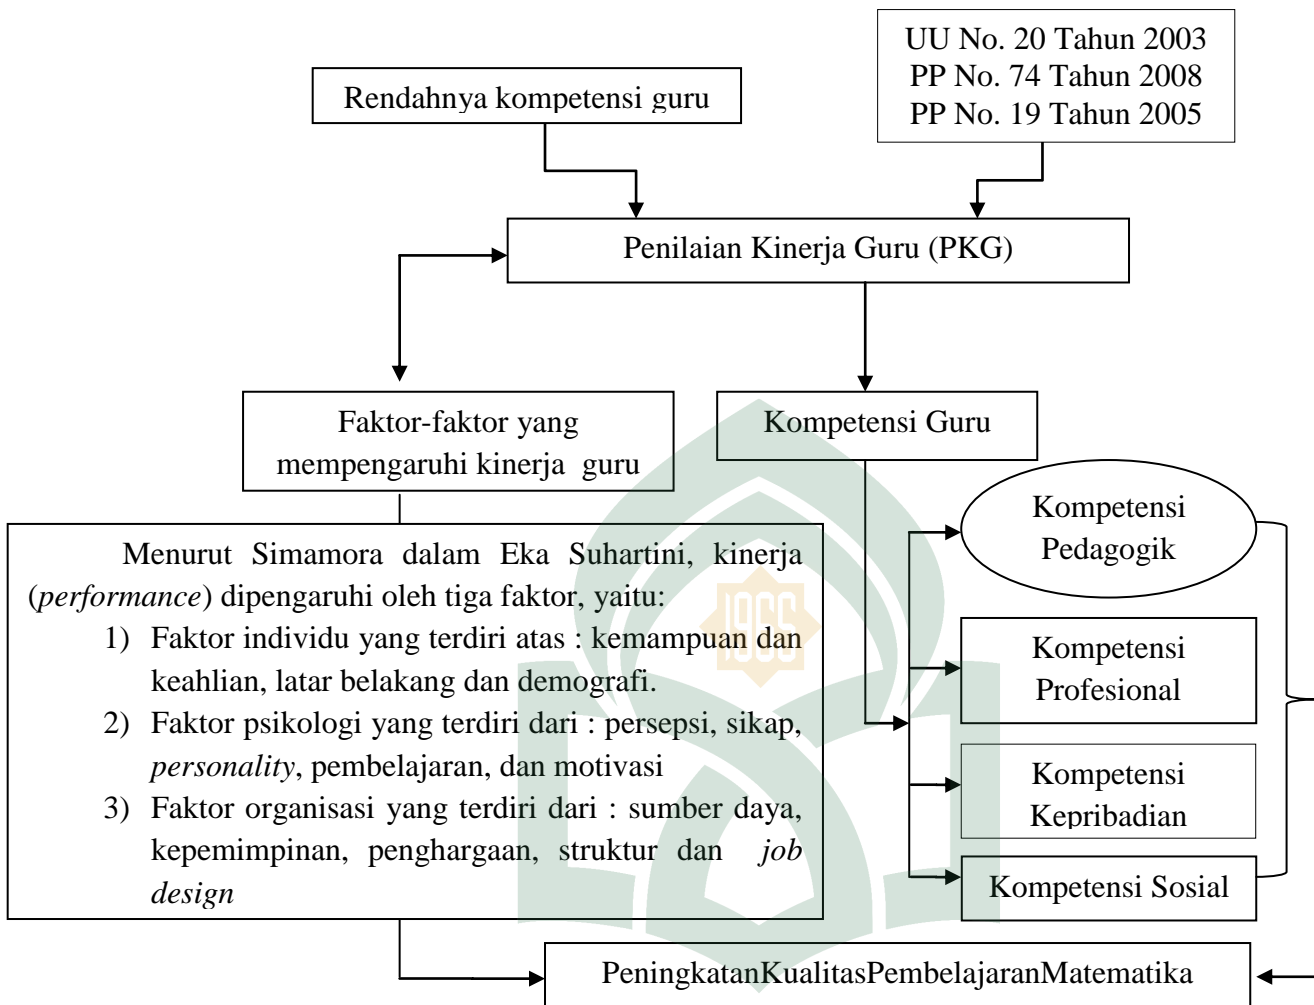 UU No. 20 Tahun 2003
PP No. 74 Tahun 2008
PP No. 19 Tahun 2005
Rendahnya kompetensi guru
Penilaian Kinerja Guru (PKG)
Faktor-faktor yang
mempengaruhi kinerja guru
Kompetensi Guru
Menurut Simamora dalam Eka Suhartini, kinerja
(performance) dipengaruhi oleh tiga faktor, yaitu:
1) Faktor individu yang terdiri atas : kemampuan dan
keahlian, latar belakang dan demografi.
2) Faktor psikologi yang terdiri dari : persepsi, sikap,
personality, pembelajaran, dan motivasi
3) Faktor organisasi yang terdiri dari : sumber daya,
kepemimpinan, penghargaan, struktur dan job
design
1965
Kompetensi
Pedagogik
Kompetensi
Profesional
Kompetensi
Kepribadian
Kompetensi Sosial
PeningkatanKualitasPembelajaranMatematika